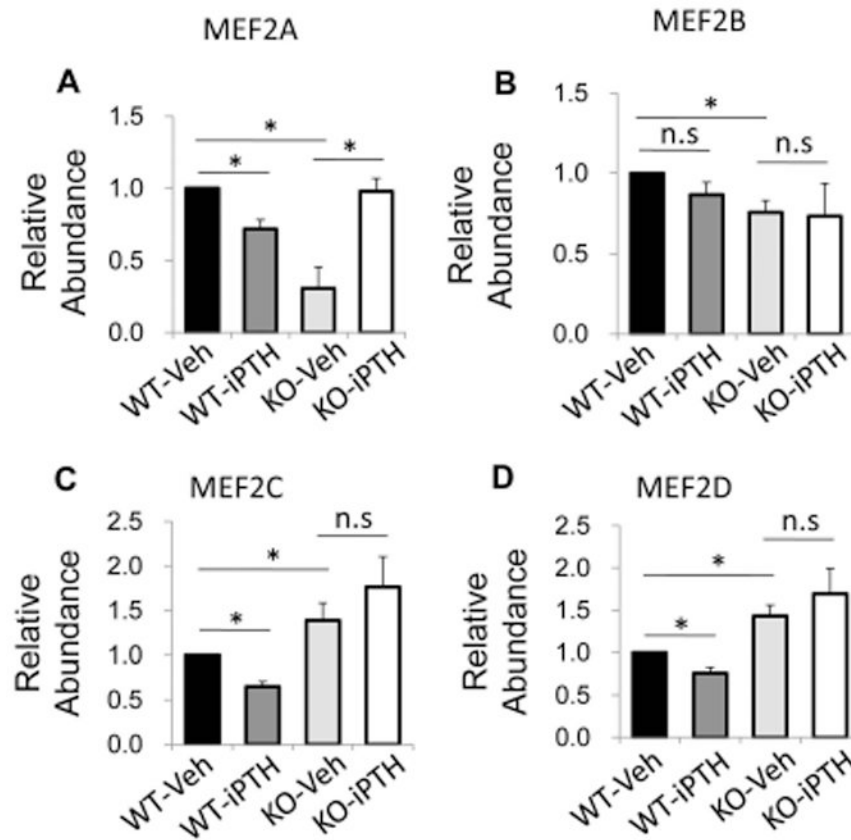 MEF2A
A
*
*
*
1.5
1.0
0.5
0.0
Relative
Abundance
WT-Veh
WT-iPTH
KO-Veh
KO-iPTH
MEF2B
B
*
n.s
n.s
1.5
1.0
0.5
0.0
Relative
Abundance
WT-Veh
WT-iPTH
KO-Veh
KO-iPTH
C
MEF2C
n.s
*
*
2.5
2.0
1.5
1.0
0.5
0.0
Relative
Abundance
WT-Veh
WT-iPTH
KO-Veh
KO-iPTH
D
MEF2D
n.s
*
*
2.5
2.0
1.5
1.0
0.5
0.0
Relative
Abundance
WT-Veh
WT-iPTH
KO-Veh
KO-iPTH